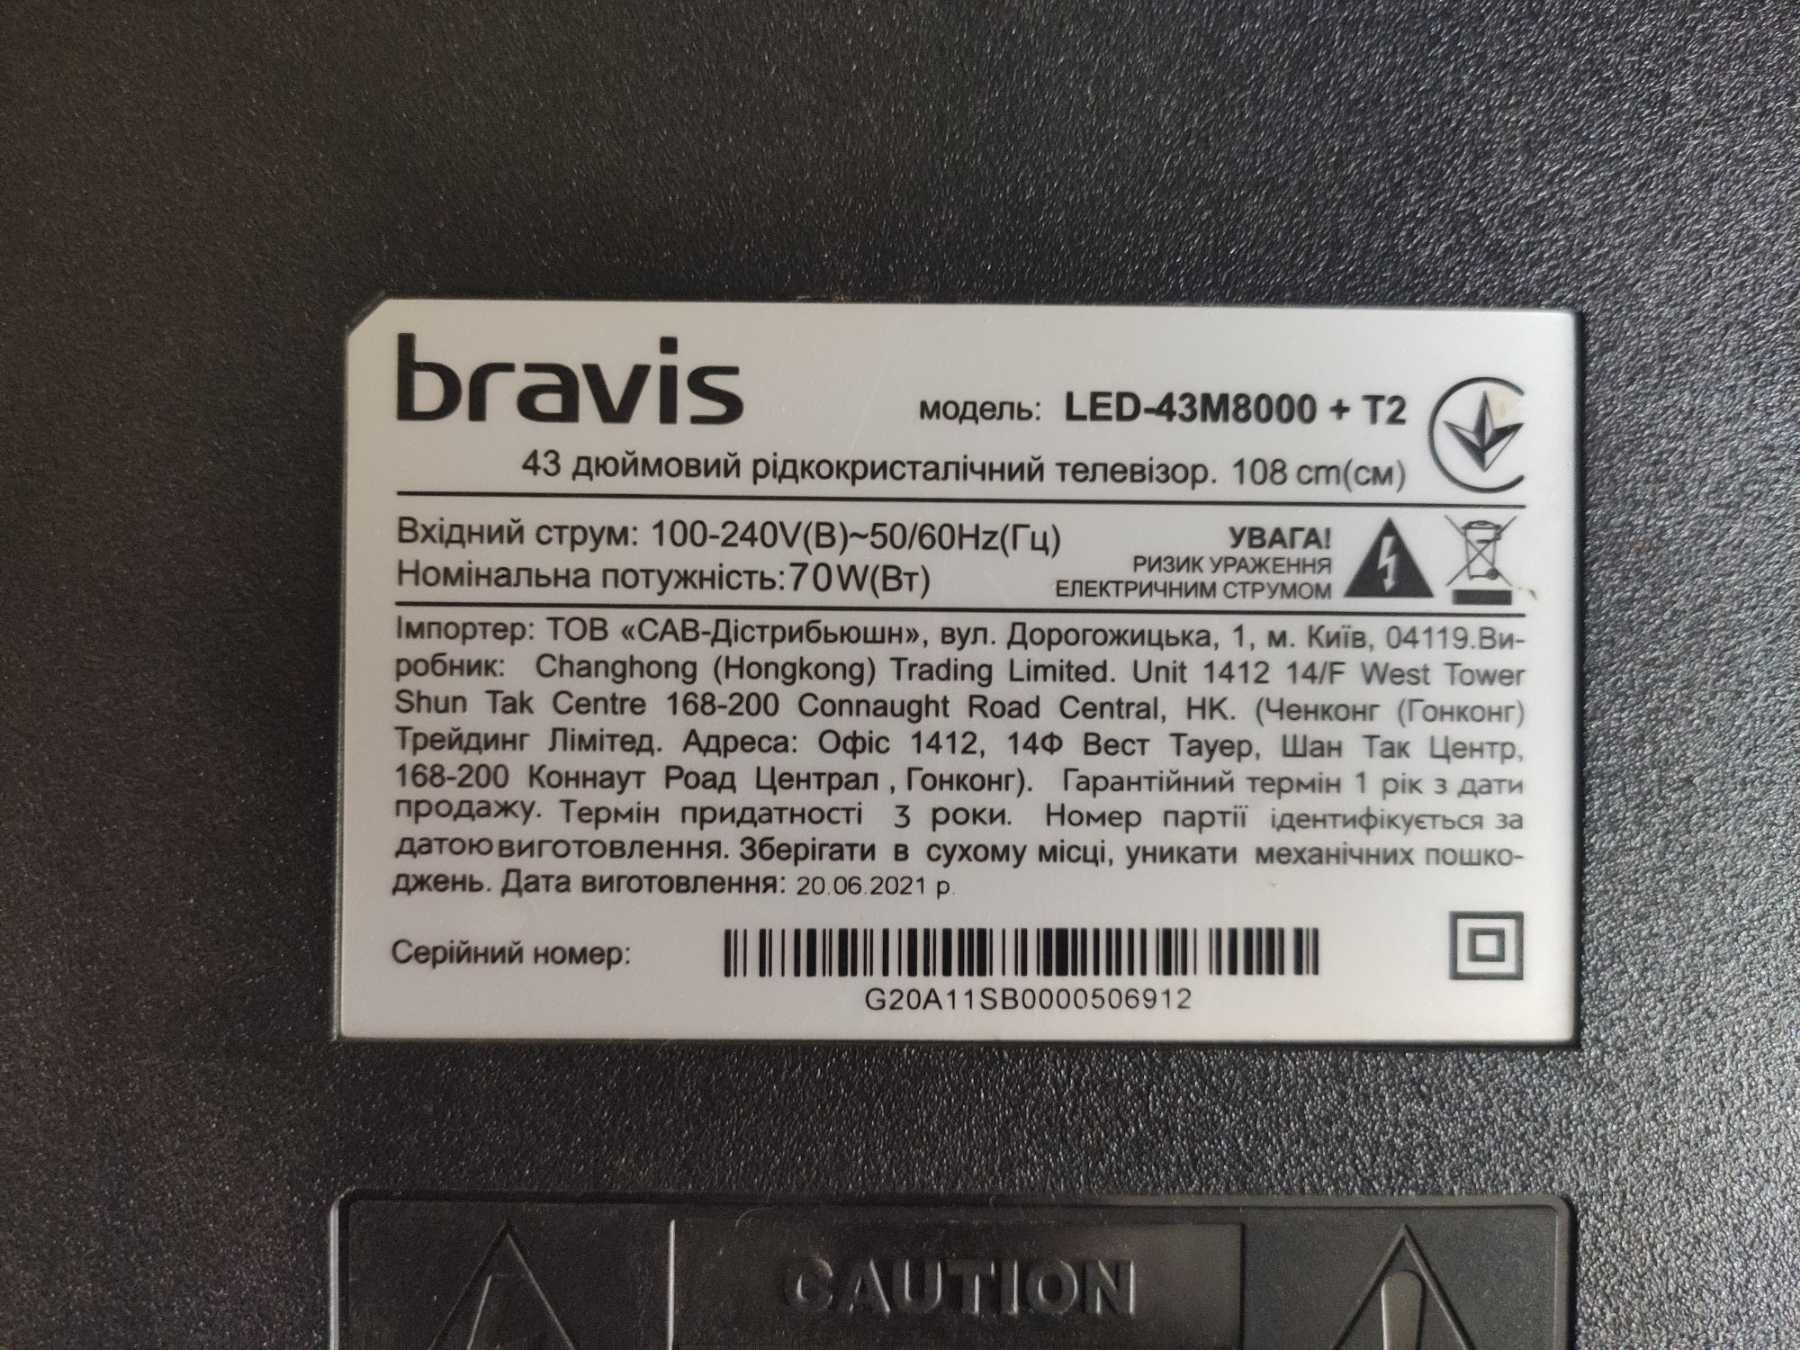 bravis
модель: LED-43M8000 + T2
43 дюймовий рідкокристалічний телевізор. 108 cm(см)
Вхідний струм: 100-240V(В)~50/60Hz(Гц)
Номінальна потужність:70W(Вт)
УВАГА!
РИЗИК УРАЖЕННЯ
ЕЛЕКТРИЧНИМ СТРУМОМ
Імпортер: ТОВ «САВ-Дістрибьюшн», вул. Дорогожицька, 1, м. Київ, 04119.Ви-
робник: Changhong (Hongkong) Trading Limited. Unit 1412 14/F West Tower
Shun Tak Centre 168-200 Connaught Road Central, HK. (Ченконг (Гонконг)
Трейдинг Лімітед. Адреса: Офіс 1412, 14Ф Вест Тауер, Шан Так Центр,
168-200 Коннаут Роад Централ , Гонконг). Гарантійний термін 1 рік з дати
продажу. Термін придатності 3 роки. Номер партії ідентифікується за
датою виготовлення. Зберігати в сухому місці, уникати механічних пошко-
джень. Дата виготовлення: 20.06.2021 р.
Серійний номер:
G20A11SB0000506912
CAUTION